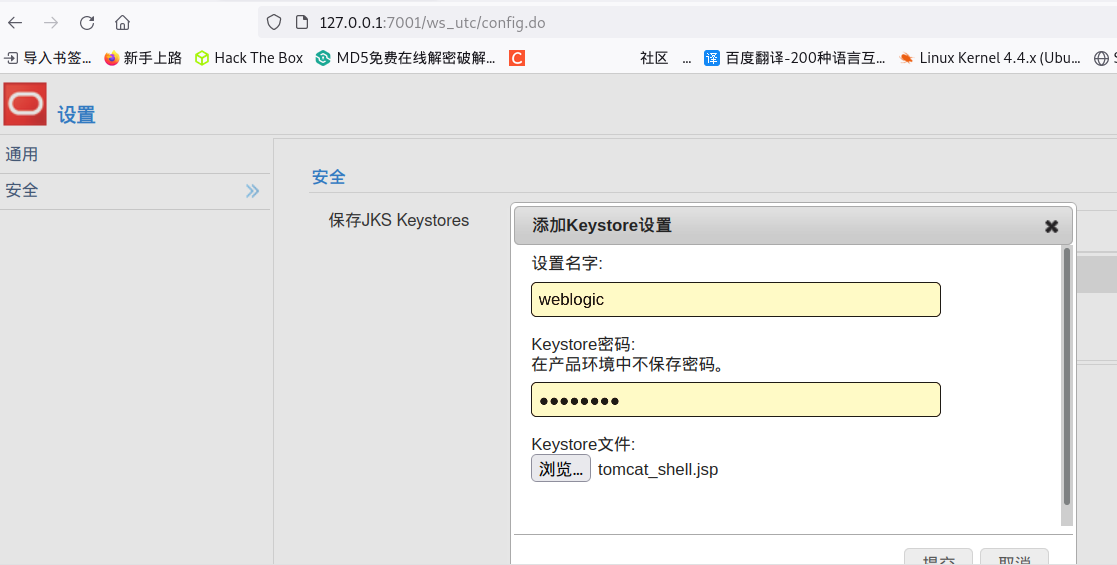 127.0.0.1:7001/ws_utc/config.do
导入书签... 新手上路 Hack The Box MD5免费在线解密破解... C 社区 ... 译 百度翻译-200种语言互... Linux Kernel 4.4.x (Ubu... S
设置
通用
安全
安全
保存JKS Keystores
添加Keystore设置
设置名字:
weblogic
Keystore密码:
在产品环境中不保存密码。
Keystore文件:
浏览... tomcat_shell.jsp
提交 取消